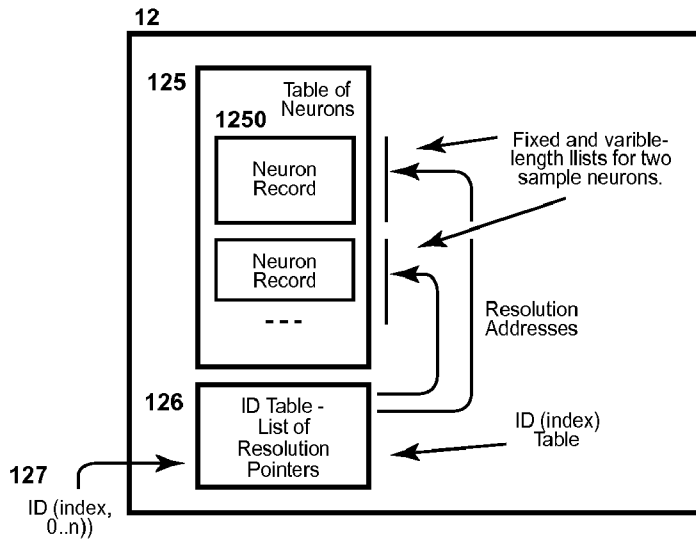 12
125
Table of
Neurons
1250
Neuron
Record
Neuron
Record
Fixed and varible-
length llists for two
sample neurons.
Resolution
Addresses
126
ID Table -
List of
Resolution
Pointers
ID (index)
Table
127
ID (index,
0..n))